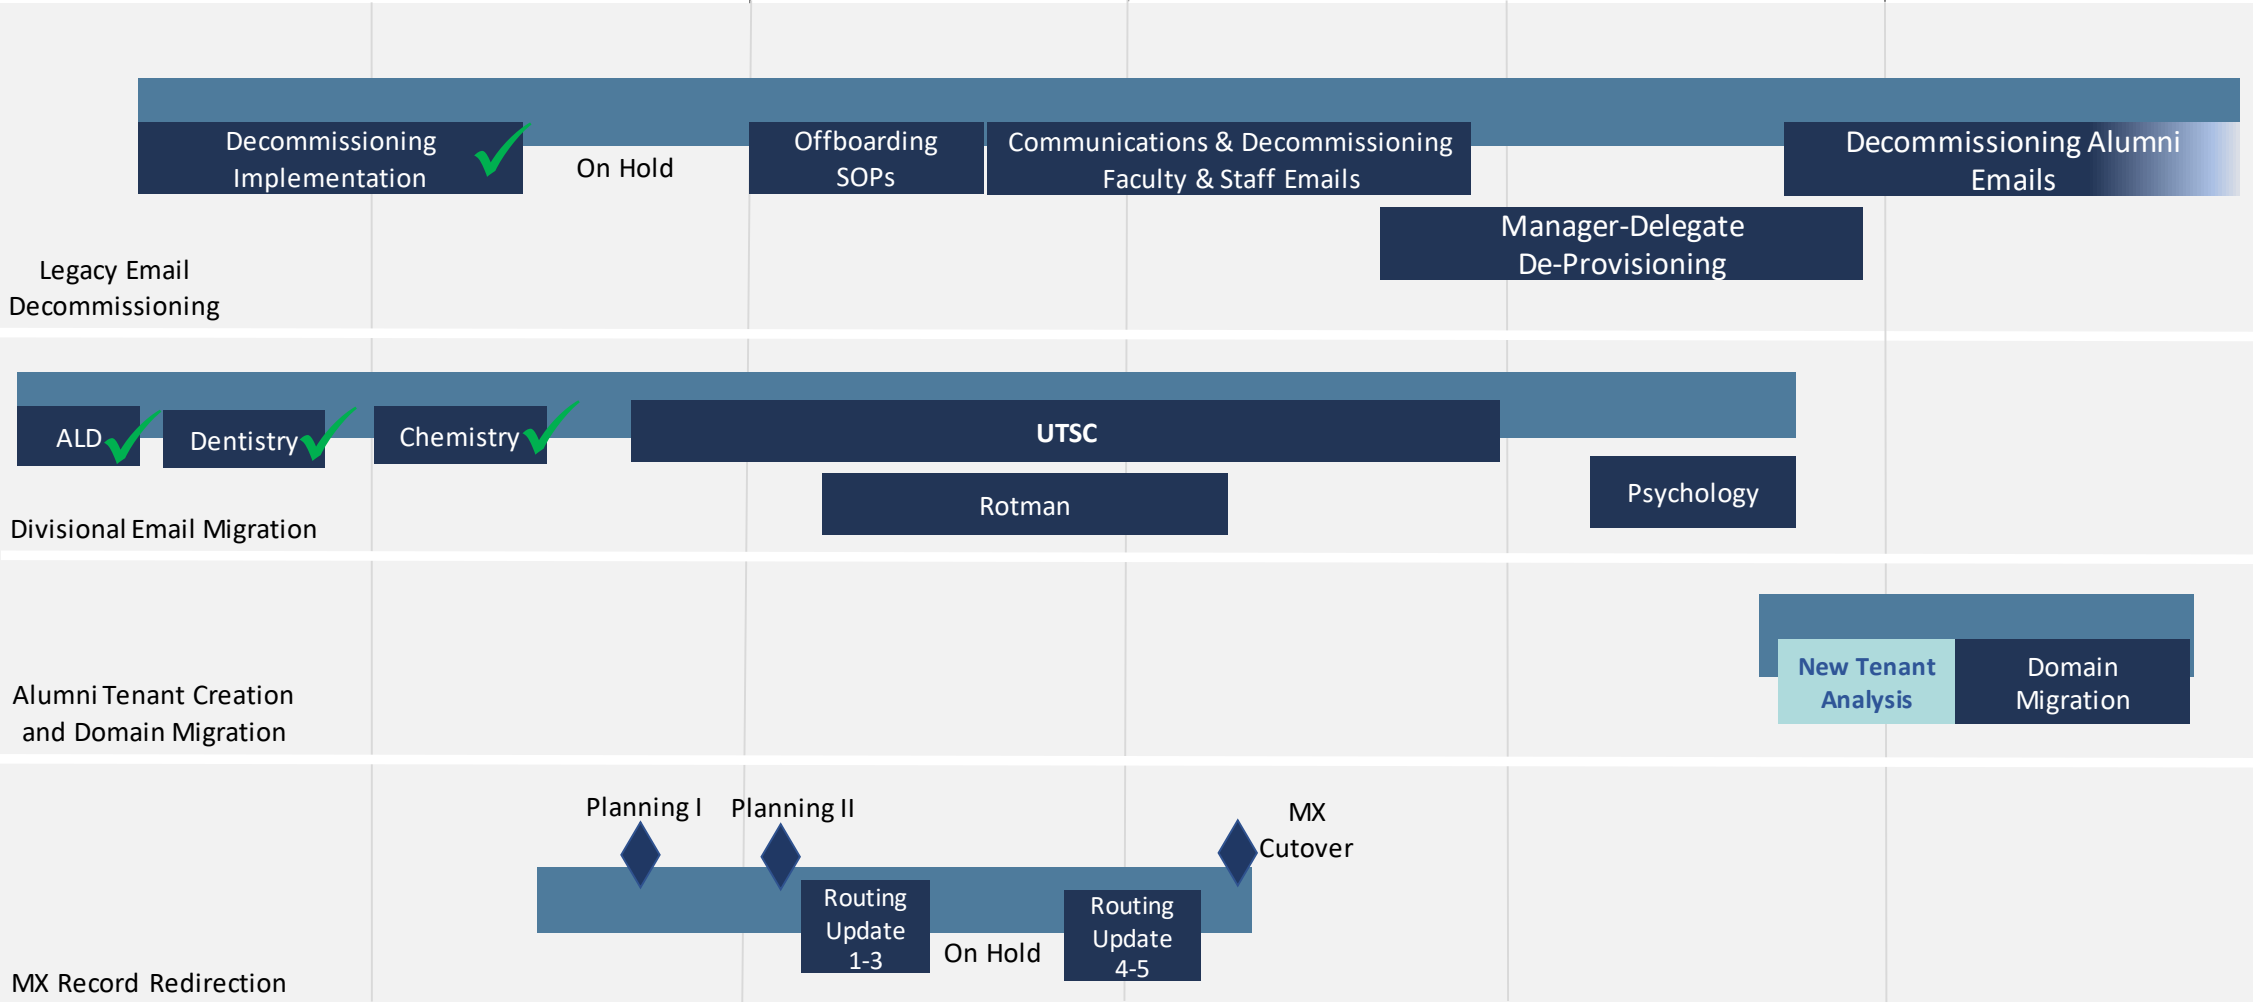 Decommissioning
Implementation
On Hold
Offboarding
SOPs
Communications & Decommissioning
Faculty & Staff Emails
Decommissioning Alumni
Emails
Manager-Delegate
De-Provisioning
Legacy Email
Decommissioning
ALD
Dentistry
Chemistry
UTSC
Rotman
Psychology
Divisional Email Migration
New Tenant
Analysis
Domain
Migration
Alumni Tenant Creation
and Domain Migration
Planning I
Planning II
MX
Cutover
Routing
Update
1-3
On Hold
Routing
Update
4-5
MX Record Redirection